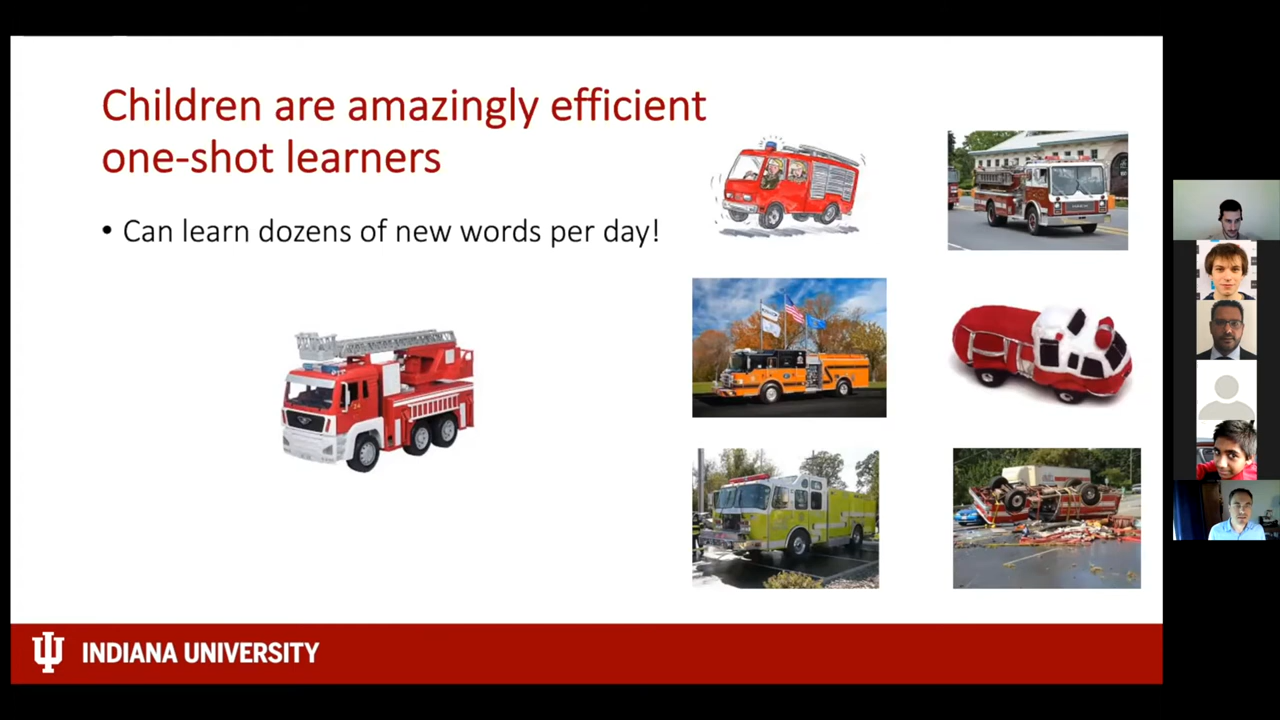 Children are amazingly efficient
one-shot learners
• Can learn dozens of new words per day!
INDIANA UNIVERSITY